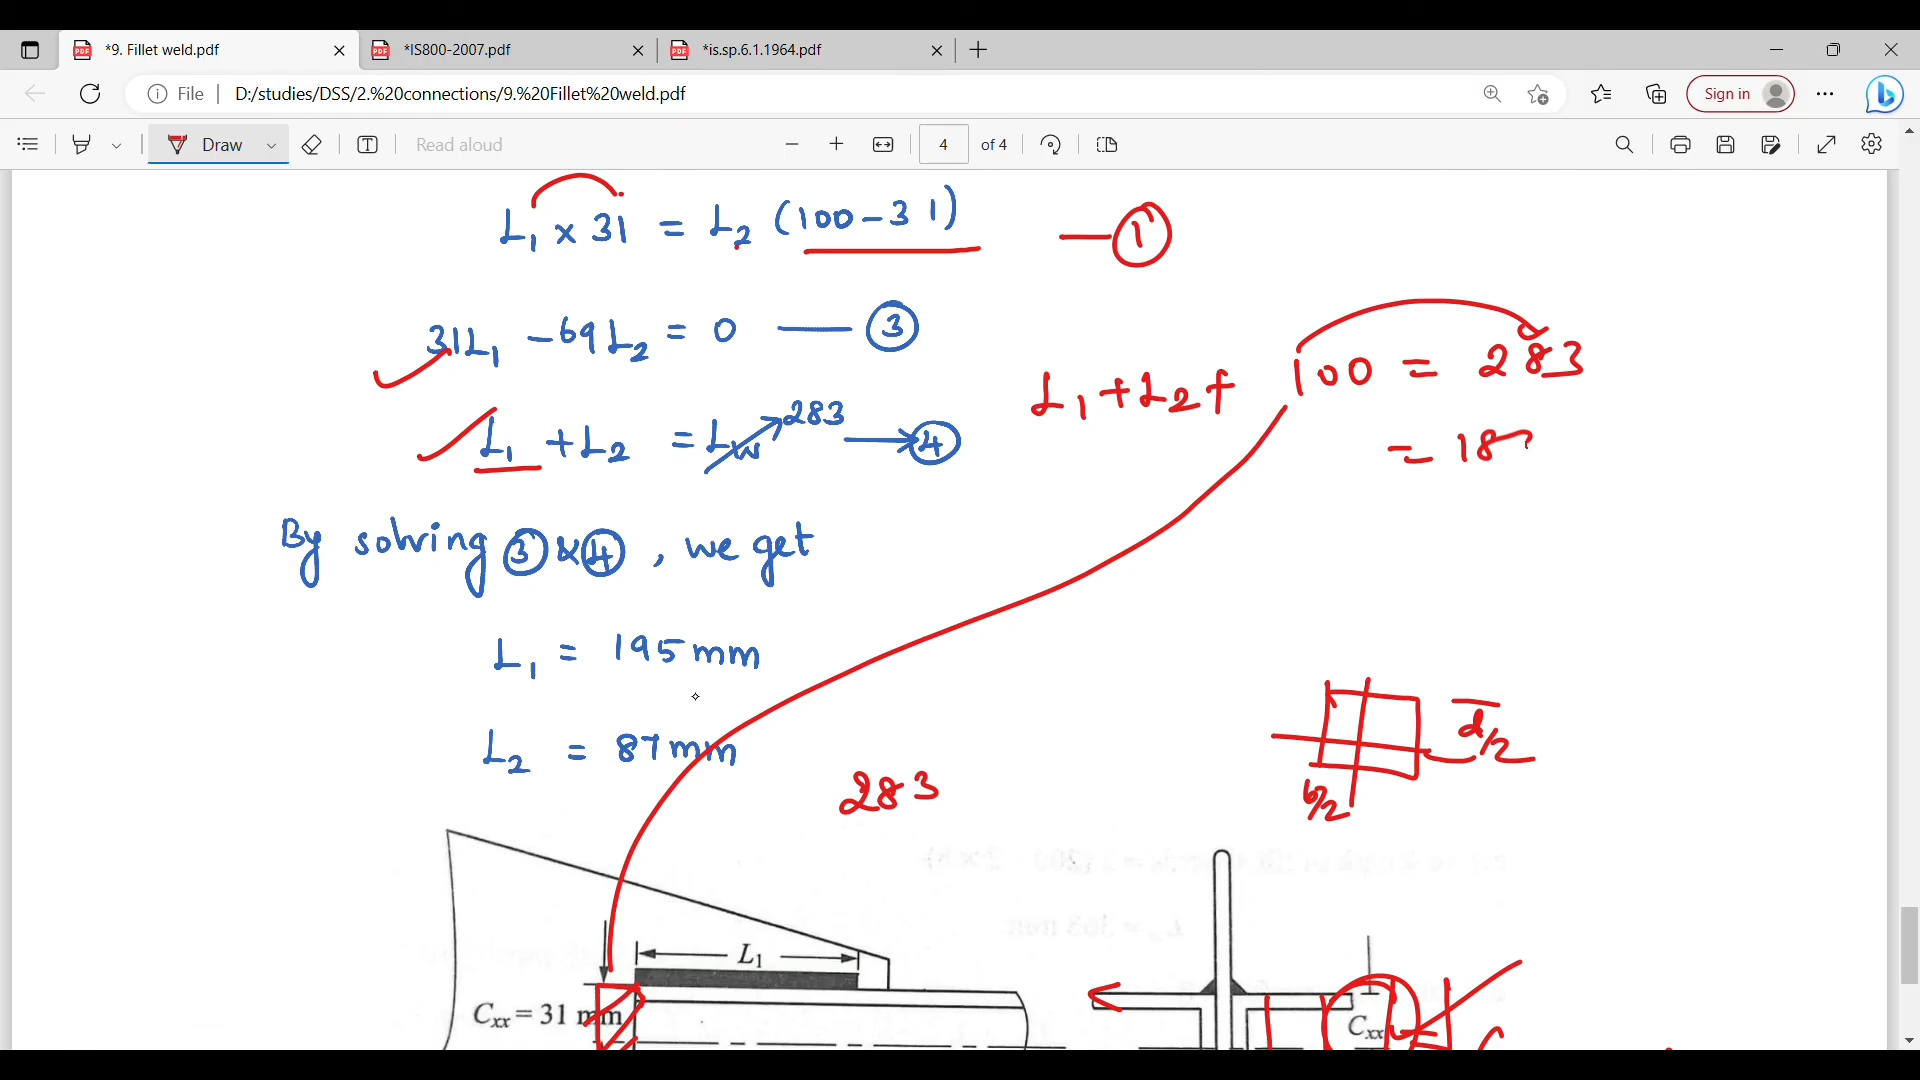 *9. Fillet weld.pdf
*IS800-2007.pdf
*is.sp.6.1.1964.pdf
File
D:/studies/DSS/2.%20connections/9.%20Fillet%20weld.pdf
Sign in
Draw
Read aloud
4 of 4
L₁ × 31 = L₂ (100 – 31) — ①
31L₁ – 69L₂ = 0 — ③
L₁ + L₂ + 100 = 283
L₁ + L₂ = Lw 283 → ④
= 18
By solving ③ & ④, we get
L₁ = 195 mm
d/2
L₂ = 87 mm
b/2
283
L₁
Cxx = 31 mm
Cxx